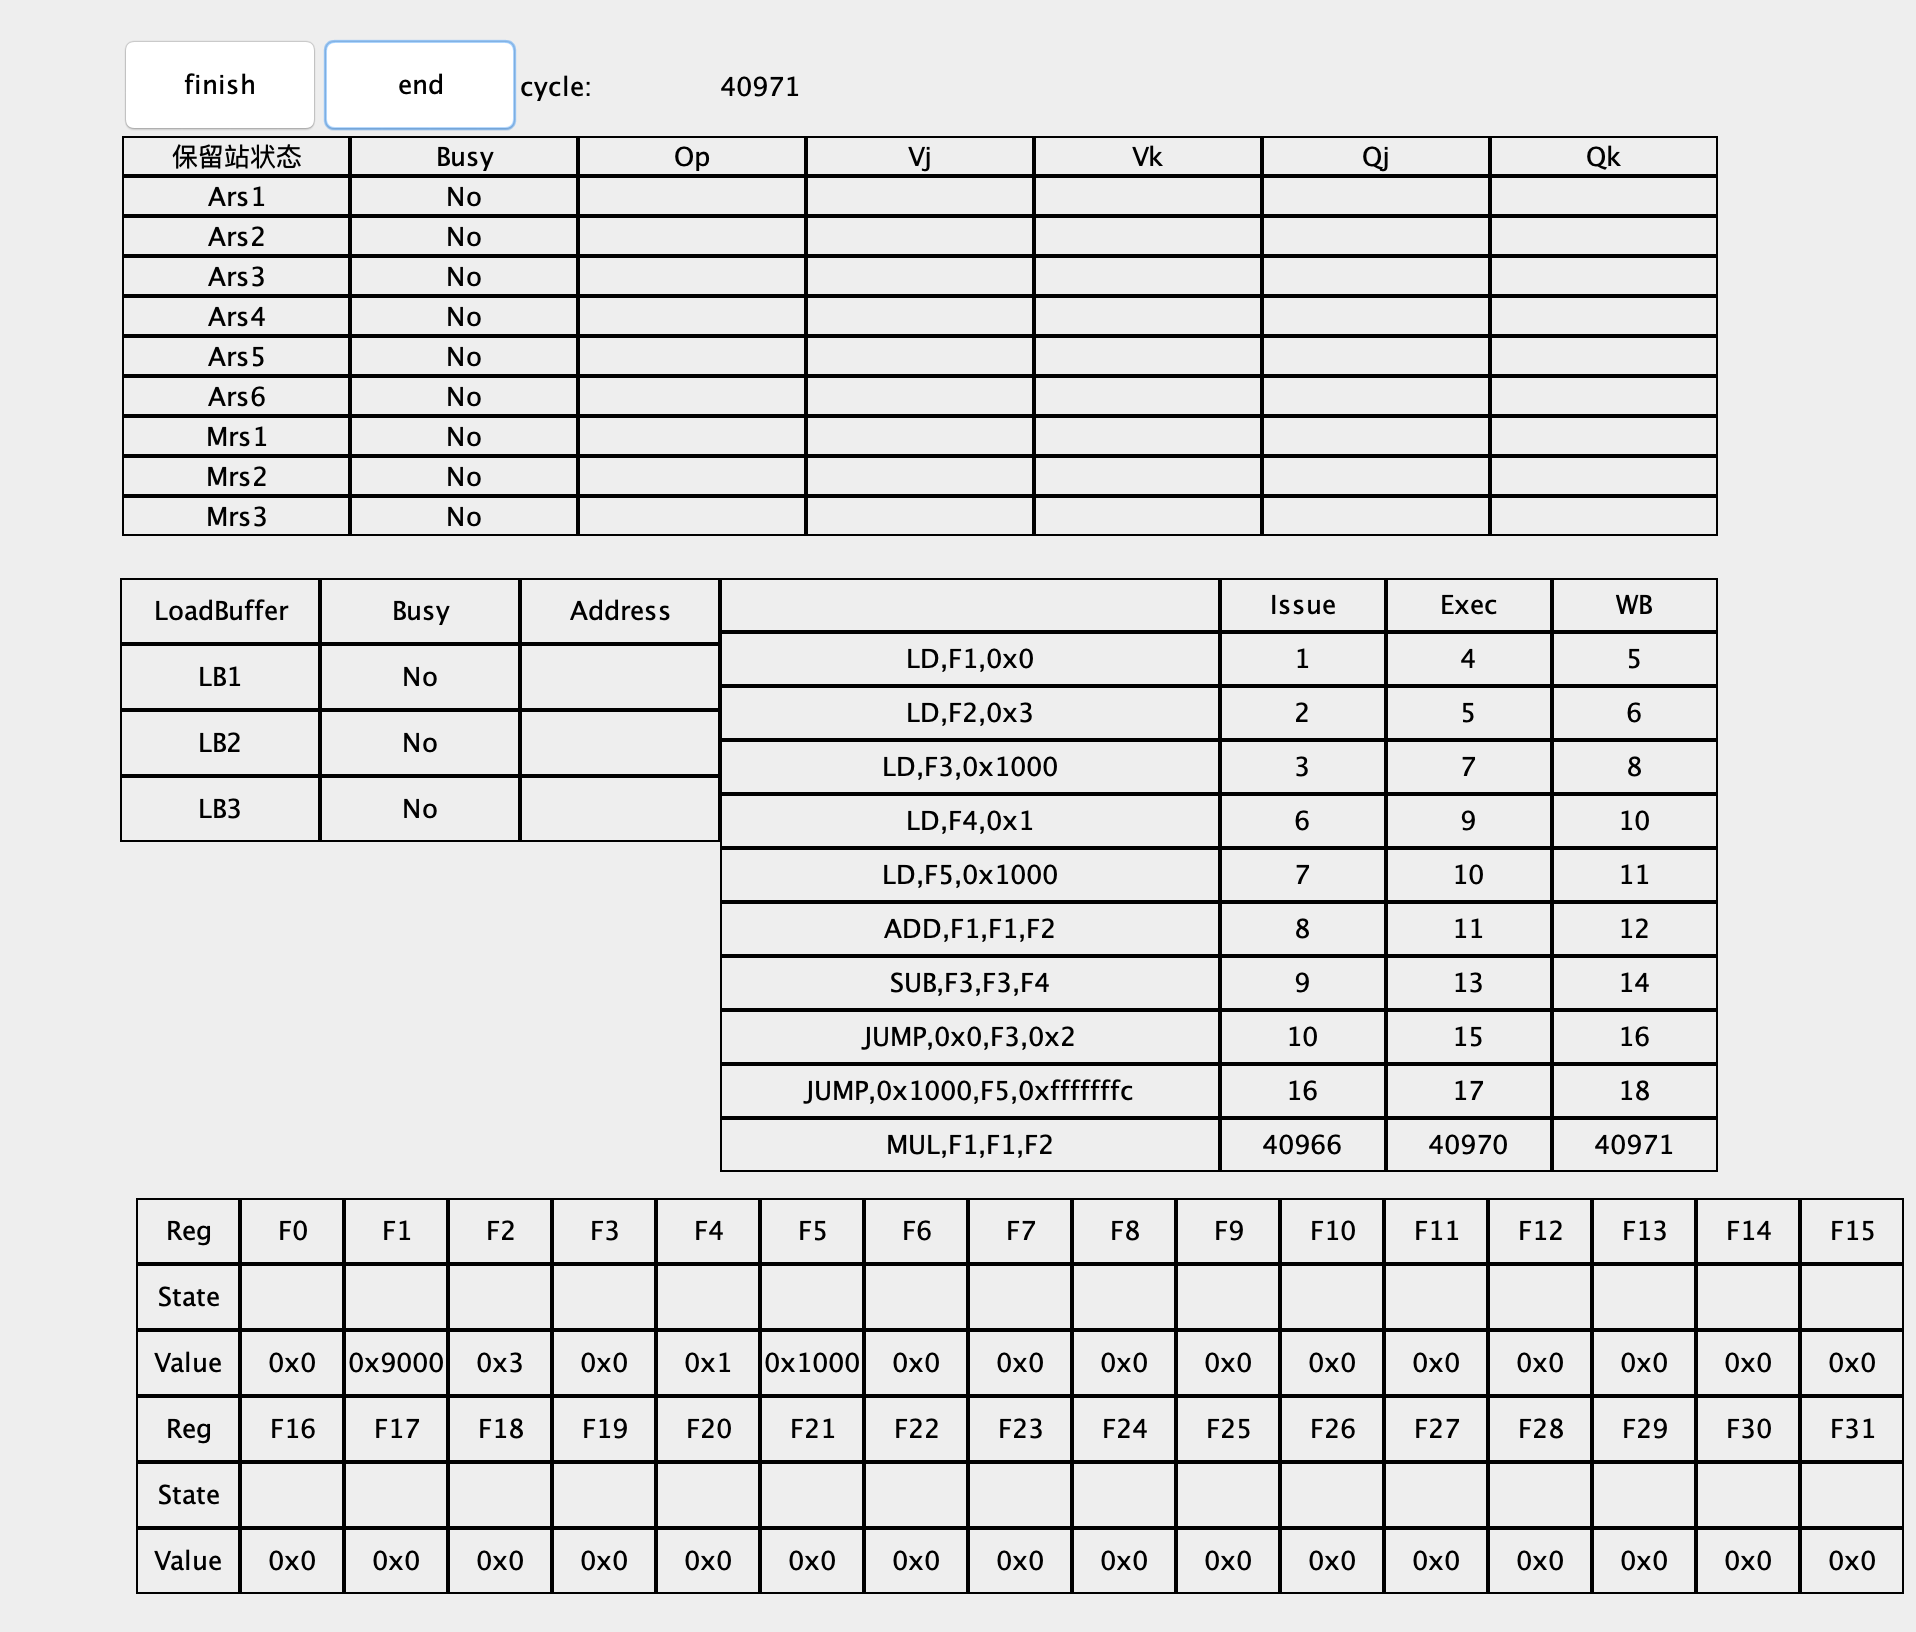 finish end cycle: 40971
保留站状态 Busy Op Vj Vk Qj Qk
Ars1 No
Ars2 No
Ars3 No
Ars4 No
Ars5 No
Ars6 No
Mrs1 No
Mrs2 No
Mrs3 No
LoadBuffer Busy Address
LB1 No
LB2 No
LB3 No
Issue Exec WB
LD,F1,0x0 1 4 5
LD,F2,0x3 2 5 6
LD,F3,0x1000 3 7 8
LD,F4,0x1 6 9 10
LD,F5,0x1000 7 10 11
ADD,F1,F1,F2 8 11 12
SUB,F3,F3,F4 9 13 14
JUMP,0x0,F3,0x2 10 15 16
JUMP,0x1000,F5,0xfffffffc 16 17 18
MUL,F1,F1,F2 40966 40970 40971
Reg F0 F1 F2 F3 F4 F5 F6 F7 F8 F9 F10 F11 F12 F13 F14 F15
State
Value 0x0 0x9000 0x3 0x0 0x1 0x1000 0x0 0x0 0x0 0x0 0x0 0x0 0x0 0x0 0x0 0x0
Reg F16 F17 F18 F19 F20 F21 F22 F23 F24 F25 F26 F27 F28 F29 F30 F31
State
Value 0x0 0x0 0x0 0x0 0x0 0x0 0x0 0x0 0x0 0x0 0x0 0x0 0x0 0x0 0x0 0x0